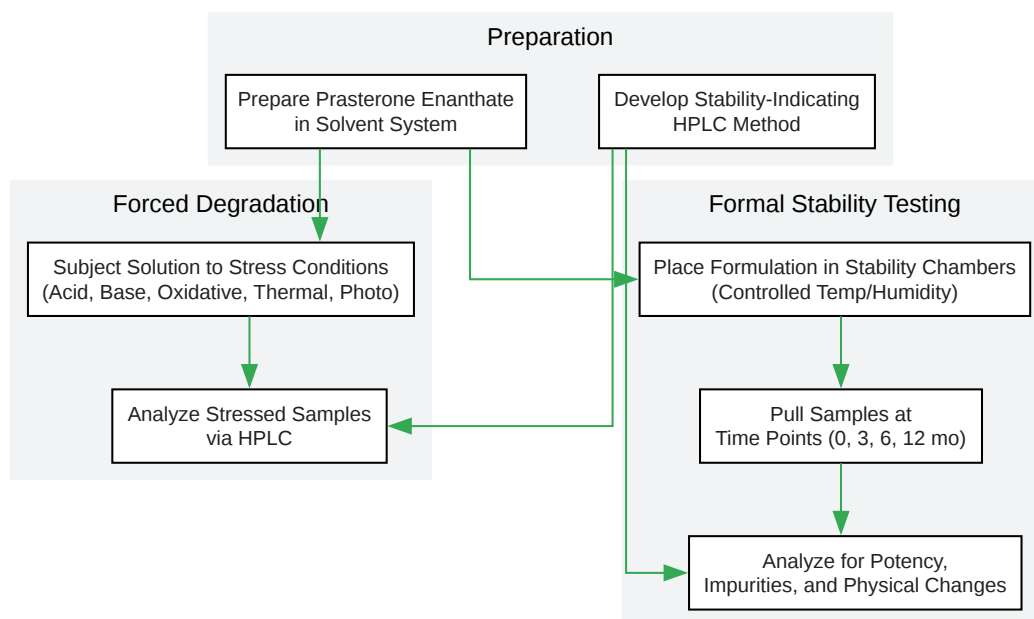 Preparation
Prepare Prasterone Enanthate
in Solvent System
Develop Stability-Indicating
HPLC Method
Forced Degradation
Subject Solution to Stress Conditions
(Acid, Base, Oxidative, Thermal, Photo)
Analyze Stressed Samples
via HPLC
Formal Stability Testing
Place Formulation in Stability Chambers
(Controlled Temp/Humidity)
Pull Samples at
Time Points (0, 3, 6, 12 mo)
Analyze for Potency,
Impurities, and Physical Changes